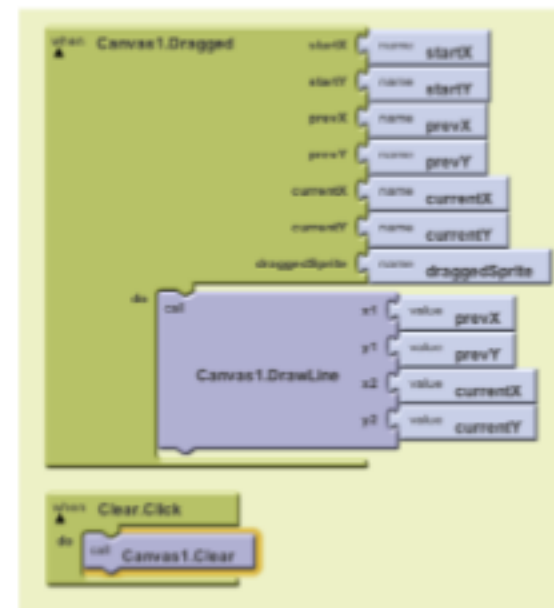 when Canvas1.Dragged startX name startX
startY name startY
prevX name prevX
prevY name prevY
currentX name currentX
currentY name currentY
draggedSprite name draggedSprite
do call Canvas1.DrawLine x1 value prevX
y1 value prevY
x2 value currentX
y2 value currentY
when Clear.Click
do call Canvas1.Clear